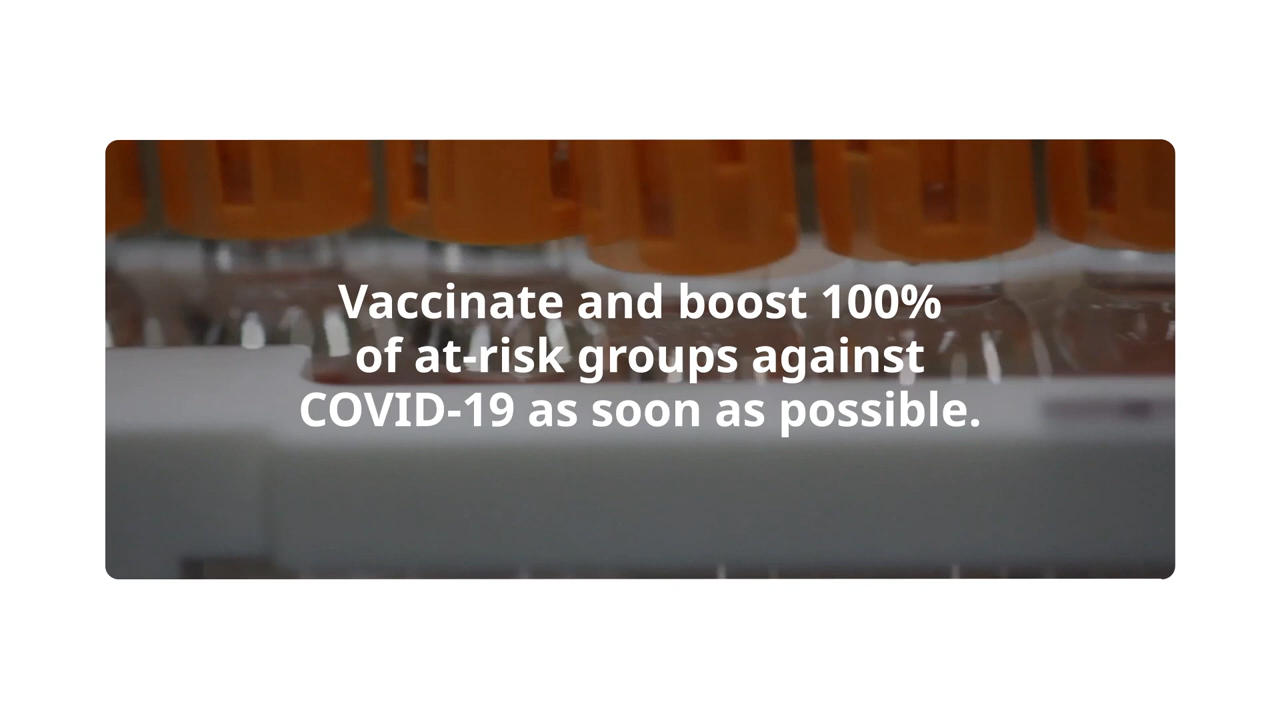 Vaccinate and boost 100%
of at-risk groups against
COVID-19 as soon as possible.